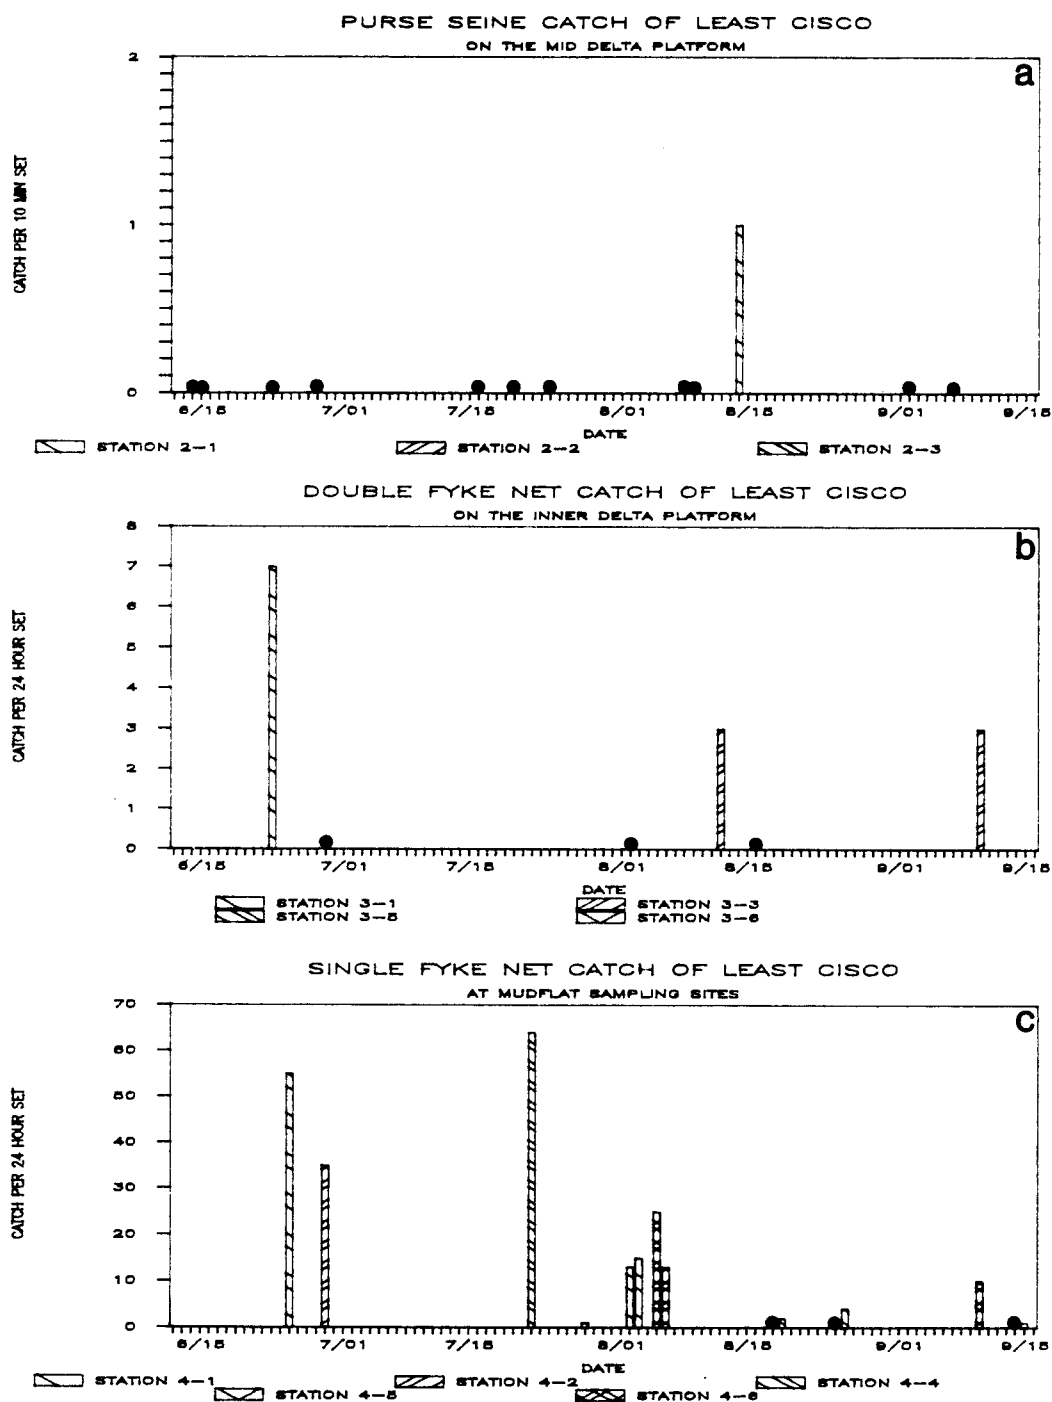 PURSE SEINE CATCH OF LEAST CISCO
ON THE MID DELTA PLATFORM
a
CATCH PER 10 MIN SET
2
1
0
6/15 7/01 7/15 8/01 8/15 9/01 9/15
DATE
STATION 2-1 STATION 2-2 STATION 2-3
DOUBLE FYKE NET CATCH OF LEAST CISCO
ON THE INNER DELTA PLATFORM
b
CATCH PER 24 HOUR SET
8
7
6
5
4
3
2
1
0
6/15 7/01 7/15 8/01 8/15 9/01 9/15
DATE
STATION 3-1 STATION 3-3
STATION 3-5 STATION 3-6
SINGLE FYKE NET CATCH OF LEAST CISCO
AT MUDFLAT SAMPLING SITES
c
CATCH PER 24 HOUR SET
70
60
50
40
30
20
10
0
6/15 7/01 7/15 8/01 8/15 9/01 9/15
DATE
STATION 4-1 STATION 4-2 STATION 4-4
STATION 4-5 STATION 4-6